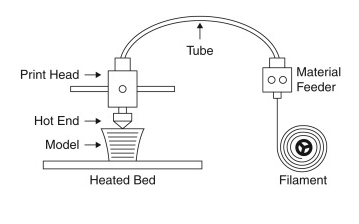 Tube
Print Head
Material
Feeder
Hot End
Model
Heated Bed
Filament